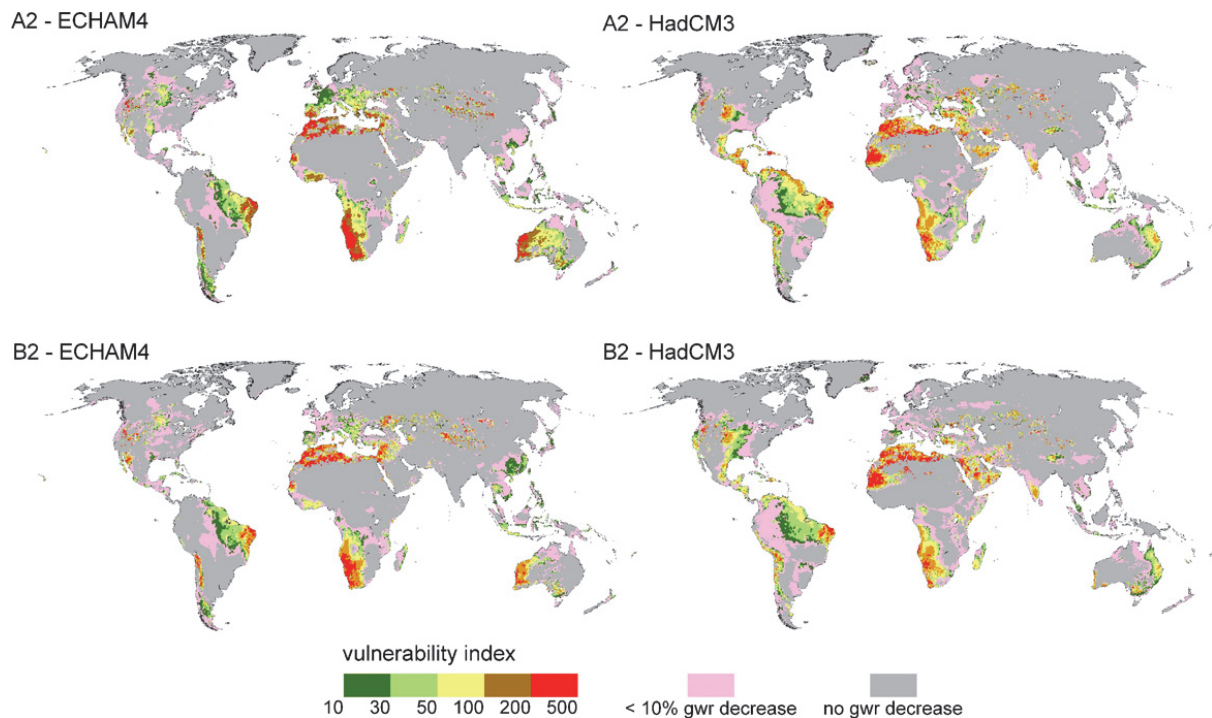 A2 - ECHAM4
A2 - HadCM3
B2 - ECHAM4
B2 - HadCM3
vulnerability index
10 30 50 100 200 500
< 10% gwr decrease
no gwr decrease